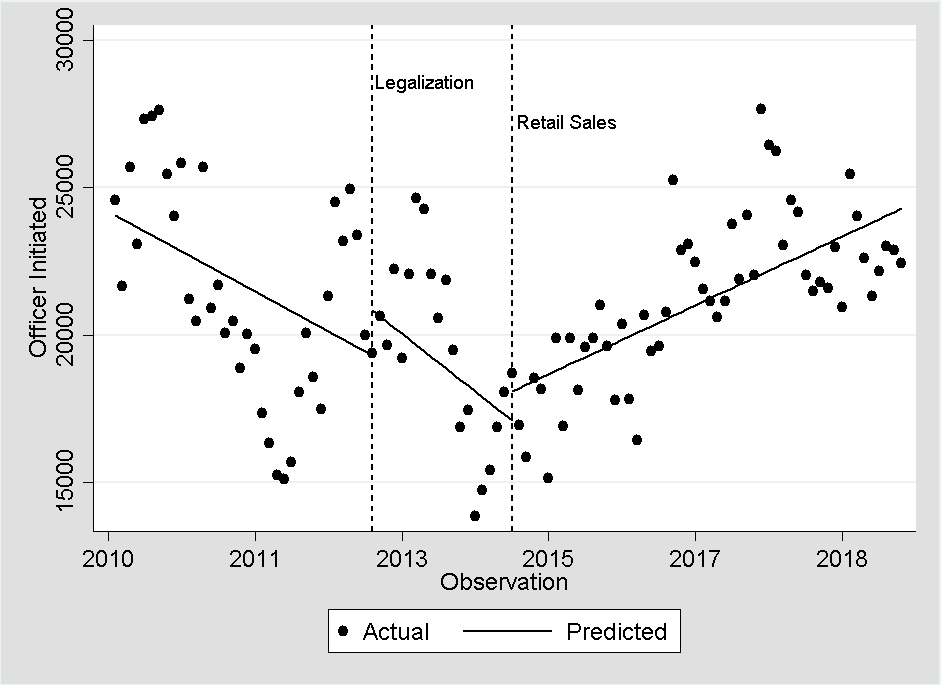 30000
Legalization
Retail Sales
25000
Officer Initiated
20000
15000
2010 2011 2013 2015 2017 2018
Observation
Actual Predicted